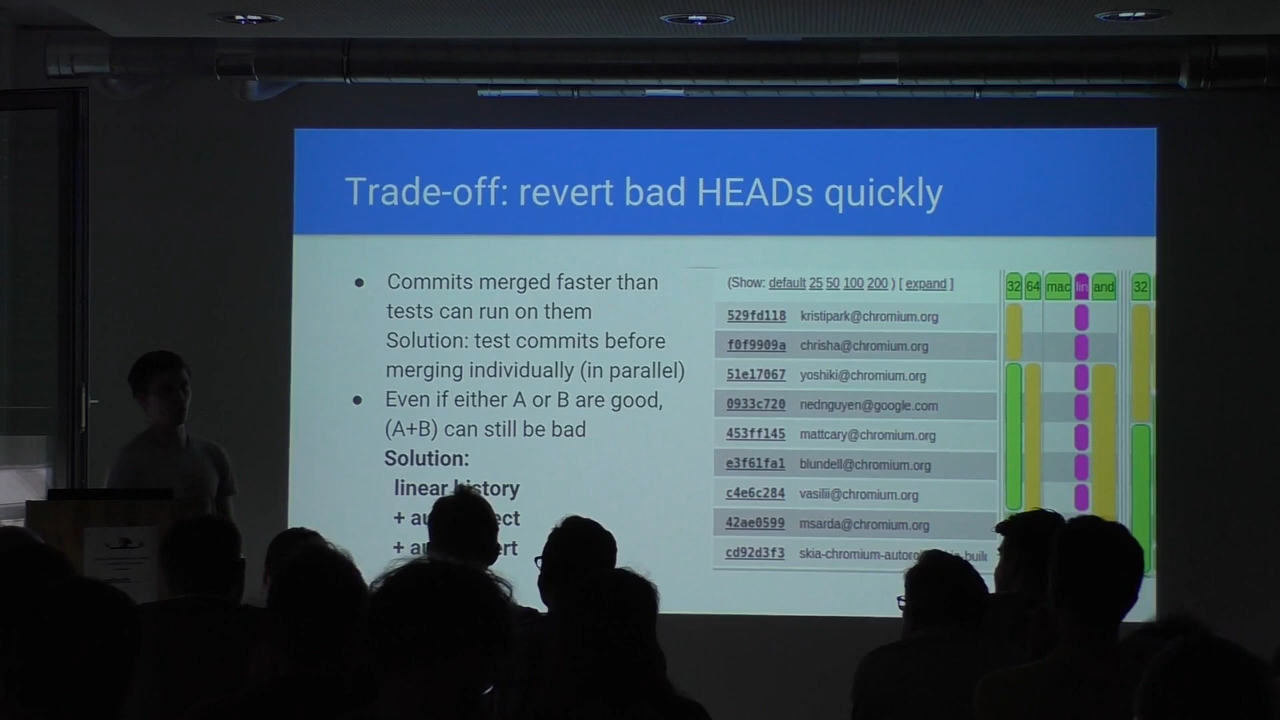 Trade-off: revert bad HEADs quickly
Commits merged faster than
tests can run on them
Solution: test commits before
merging individually (in parallel)
Even if either A or B are good,
(A+B) can still be bad
Solution:
linear history
+
+
(Show: default 25 50 100 200 ) [ expand ]
32 64 mac lin and 32
529fd118 kristipark@chromium.org
f0f9909a chrisha@chromium.org
51e17067 yoshiki@chromium.org
0933c720 nednguyen@google.com
453ff145 mattcary@chromium.org
e3f61fa1 blundell@chromium.org
c4e6c284 vasilii@chromium.org
42ae0599 msarda@chromium.org
cd92d3f3